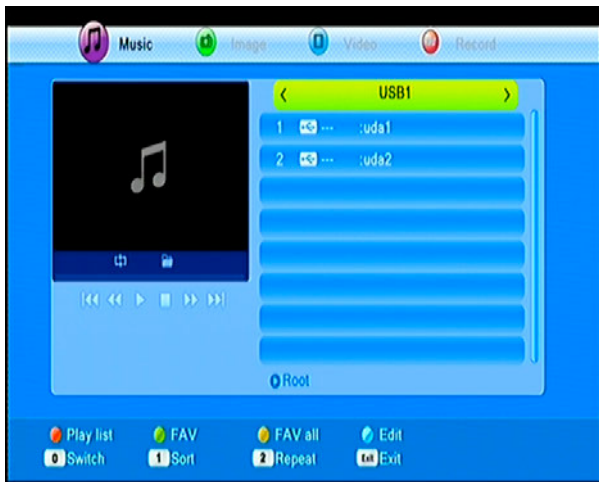 Music Image Video Record
USB1
1 --- :uda1
2 --- :uda2
Root
Play list FAV FAV all Edit
0 Switch 1 Sort 2 Repeat Exit Exit